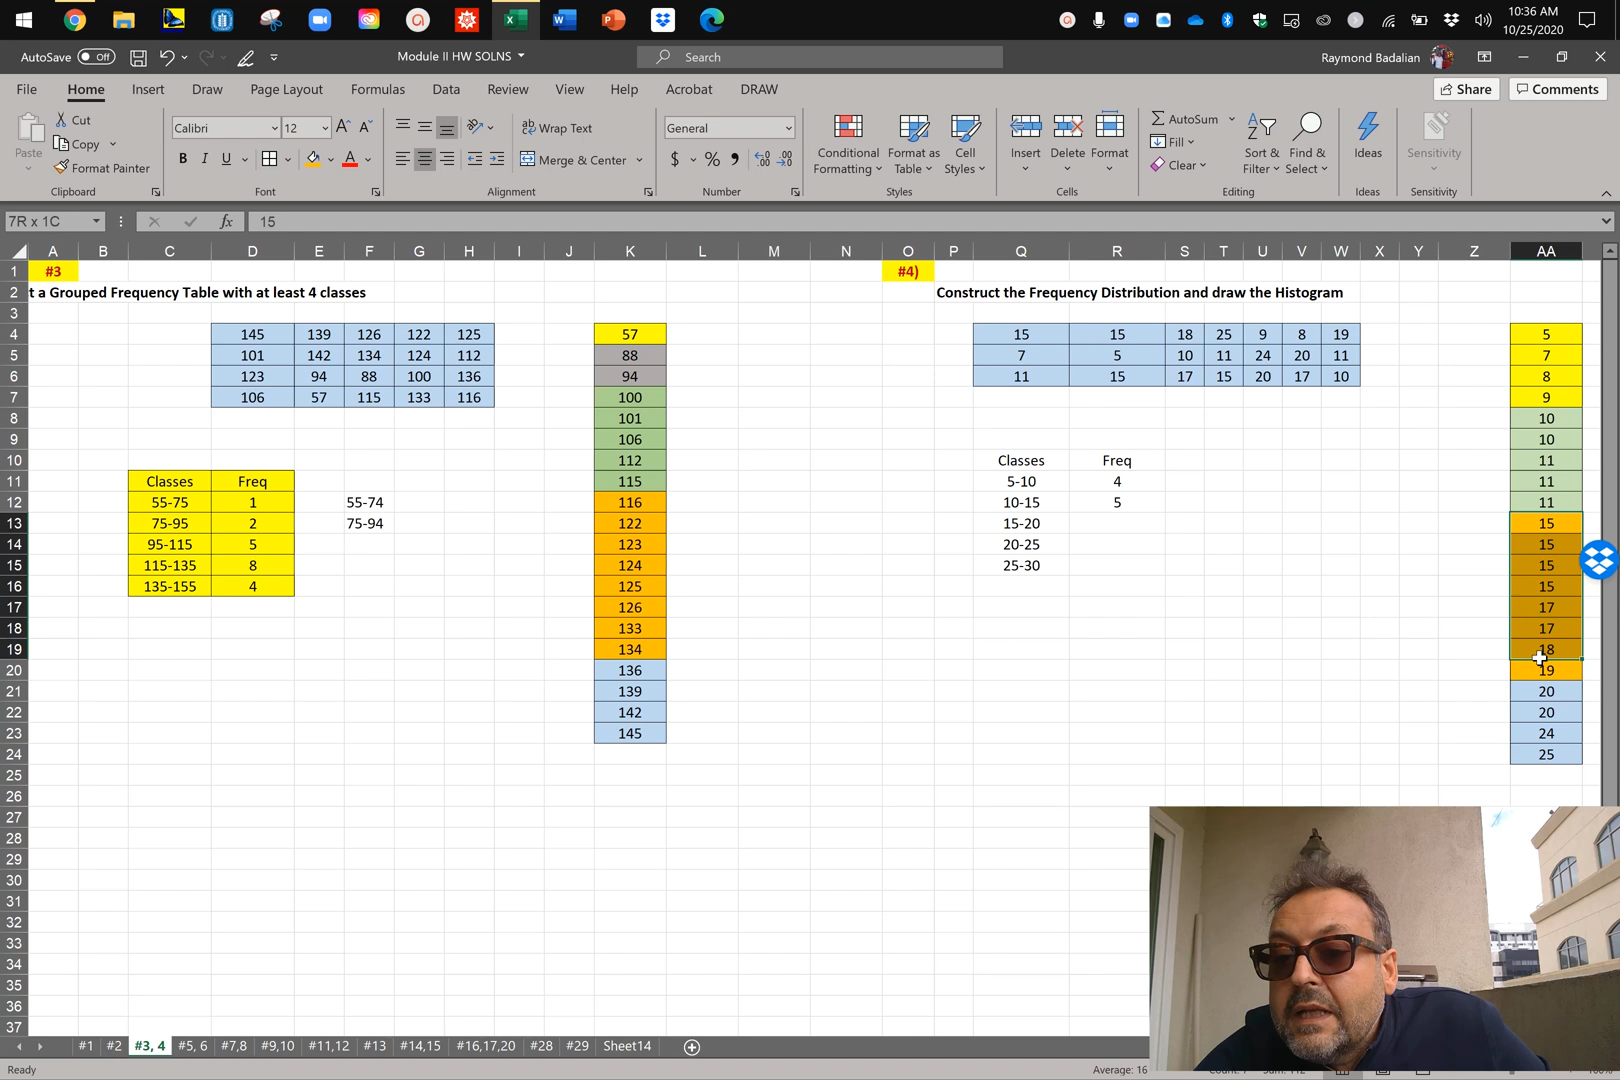 10:36 AM
10/25/2020
AutoSave Off
Module II HW SOLNS
Search
Raymond Badalian
File Home Insert Draw Page Layout Formulas Data Review View Help Acrobat DRAW
Share Comments
Paste
Cut
Copy
Format Painter
Clipboard
Calibri 12
B I U
Font
Wrap Text
Merge & Center
Alignment
General
$ % ,
Number
Conditional Formatting
Format as Table
Cell Styles
Styles
Insert Delete Format
Cells
AutoSum
Fill
Clear
Sort & Filter
Find & Select
Editing
Ideas
Ideas
Sensitivity
Sensitivity
7R x 1C fx 15
A B C D E F G H I J K L M N O P Q R S T U V W X Y Z AA
1 #3 #4)
2 t a Grouped Frequency Table with at least 4 classes Construct the Frequency Distribution and draw the Histogram
3
4 145 139 126 122 125 57 15 15 18 25 9 8 19 5
5 101 142 134 124 112 88 7 5 10 11 24 20 11 7
6 123 94 88 100 136 94 11 15 17 15 20 17 10 8
7 106 57 115 133 116 100 9
8 101 10
9 106 10
10 112 Classes Freq 11
11 Classes Freq 115 5-10 4 11
12 55-75 1 55-74 116 10-15 5 11
13 75-95 2 75-94 122 15-20 15
14 95-115 5 123 20-25 15
15 115-135 8 124 25-30 15
16 135-155 4 125 15
17 126 17
18 133 17
19 134 18
20 136 19
21 139 20
22 142 20
23 145 24
24 25
25
26
27
28
29
30
31
32
33
34
35
36
37
#1 #2 #3, 4 #5, 6 #7,8 #9,10 #11,12 #13 #14,15 #16,17,20 #28 #29 Sheet14
Ready Average: 16